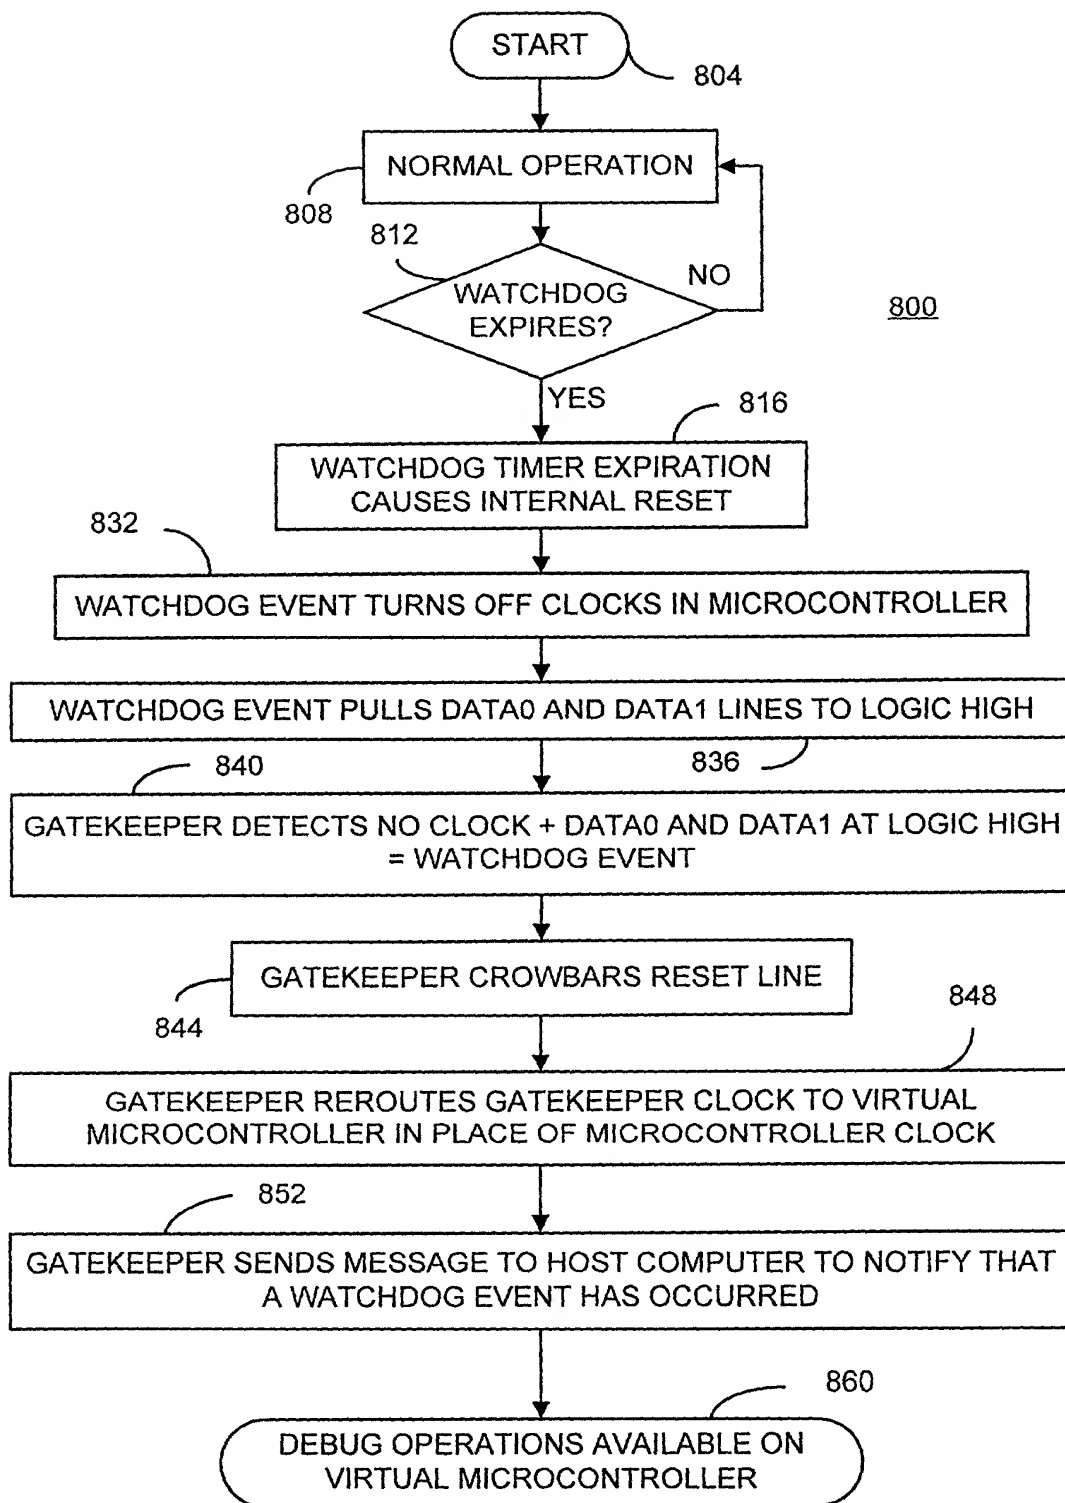 START
804
NORMAL OPERATION
808
812
WATCHDOG
EXPIRES?
NO
800
YES
816
WATCHDOG TIMER EXPIRATION
CAUSES INTERNAL RESET
832
WATCHDOG EVENT TURNS OFF CLOCKS IN MICROCONTROLLER
WATCHDOG EVENT PULLS DATA0 AND DATA1 LINES TO LOGIC HIGH
836
840
GATEKEEPER DETECTS NO CLOCK + DATA0 AND DATA1 AT LOGIC HIGH
= WATCHDOG EVENT
GATEKEEPER CROWBARS RESET LINE
844
848
GATEKEEPER REROUTES GATEKEEPER CLOCK TO VIRTUAL
MICROCONTROLLER IN PLACE OF MICROCONTROLLER CLOCK
852
GATEKEEPER SENDS MESSAGE TO HOST COMPUTER TO NOTIFY THAT
A WATCHDOG EVENT HAS OCCURRED
860
DEBUG OPERATIONS AVAILABLE ON
VIRTUAL MICROCONTROLLER